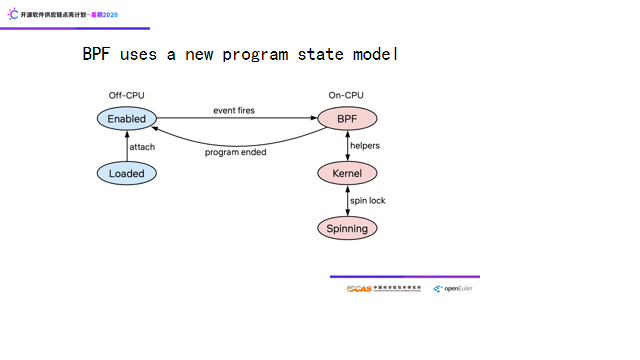 开源软件供应链点亮计划-暑期2020
BPF uses a new program state model
Off-CPU
On-CPU
Enabled
event fires
BPF
program ended
attach
helpers
Loaded
Kernel
spin lock
Spinning
ISCAS 中国科学院软件研究所
openEuler